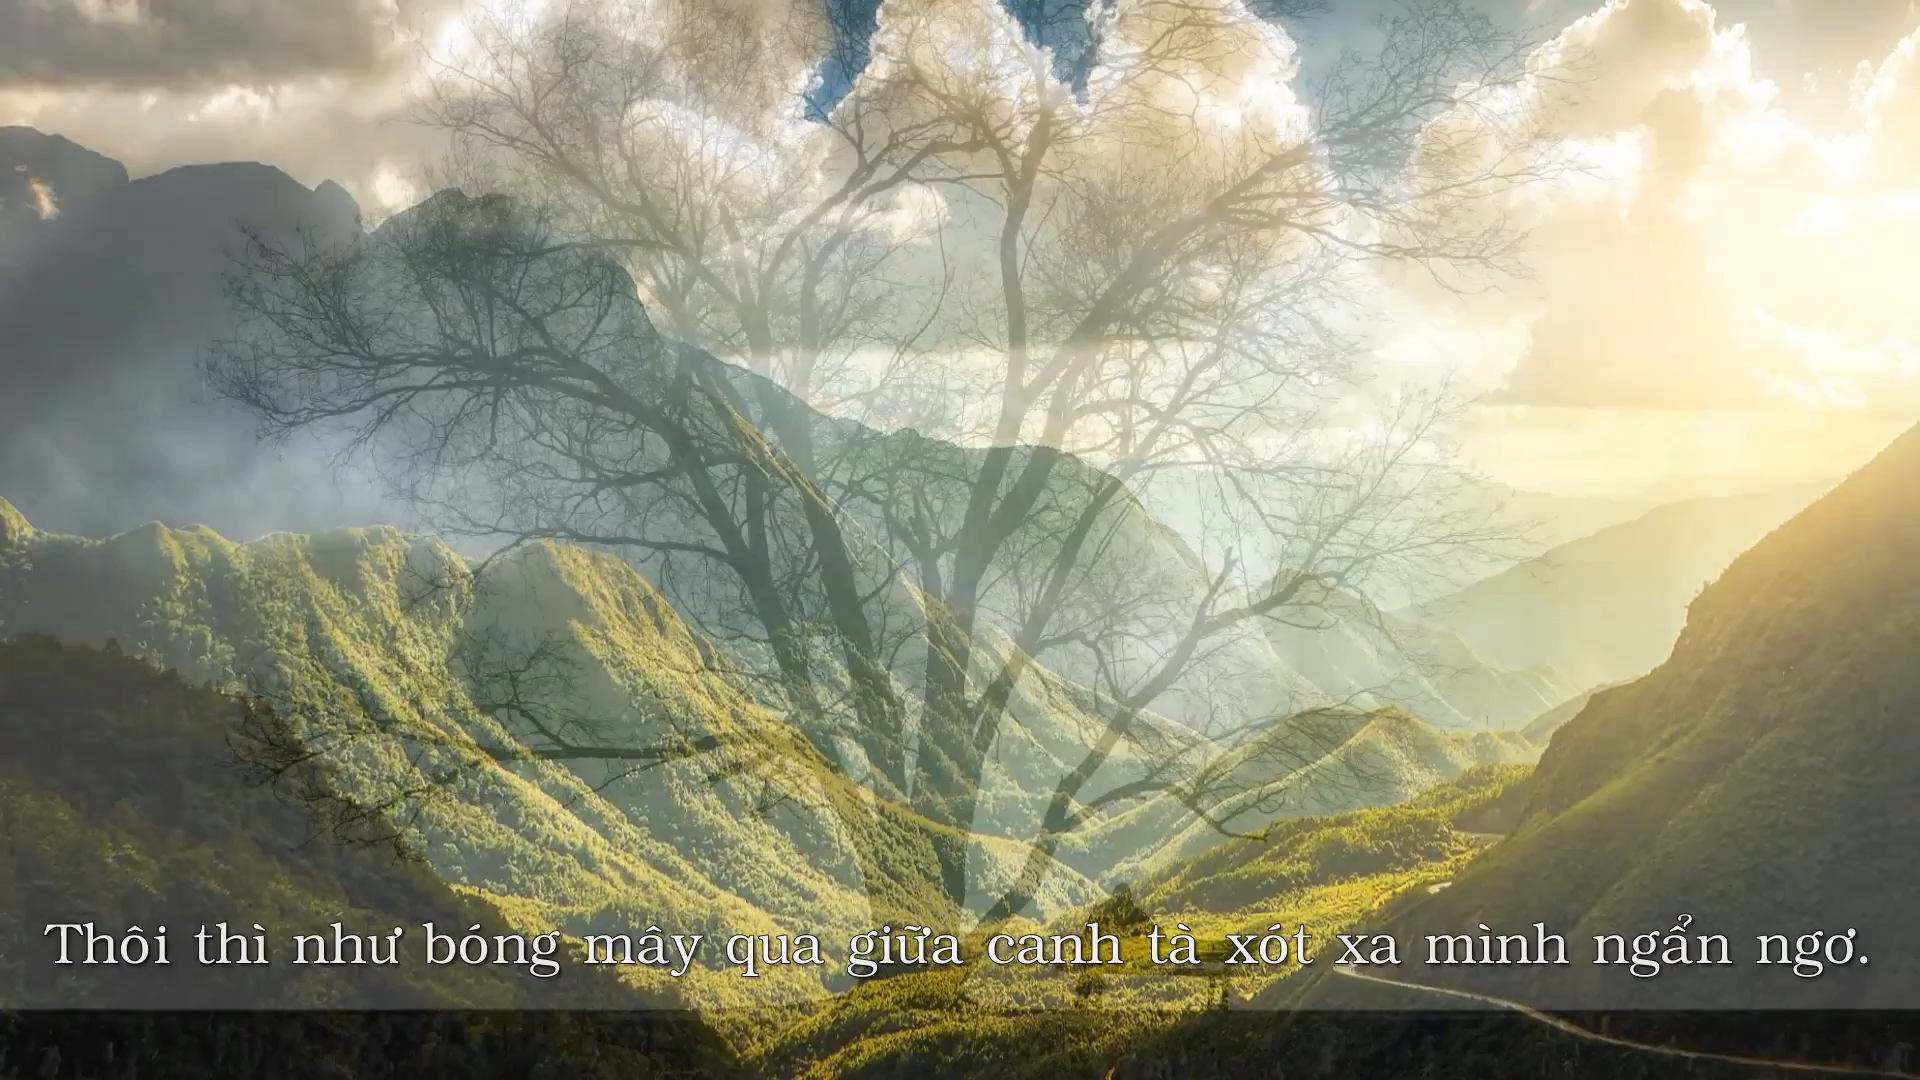 Thôi thì như bóng mây qua giữa canh tà xót xa mình ngẩn ngơ.